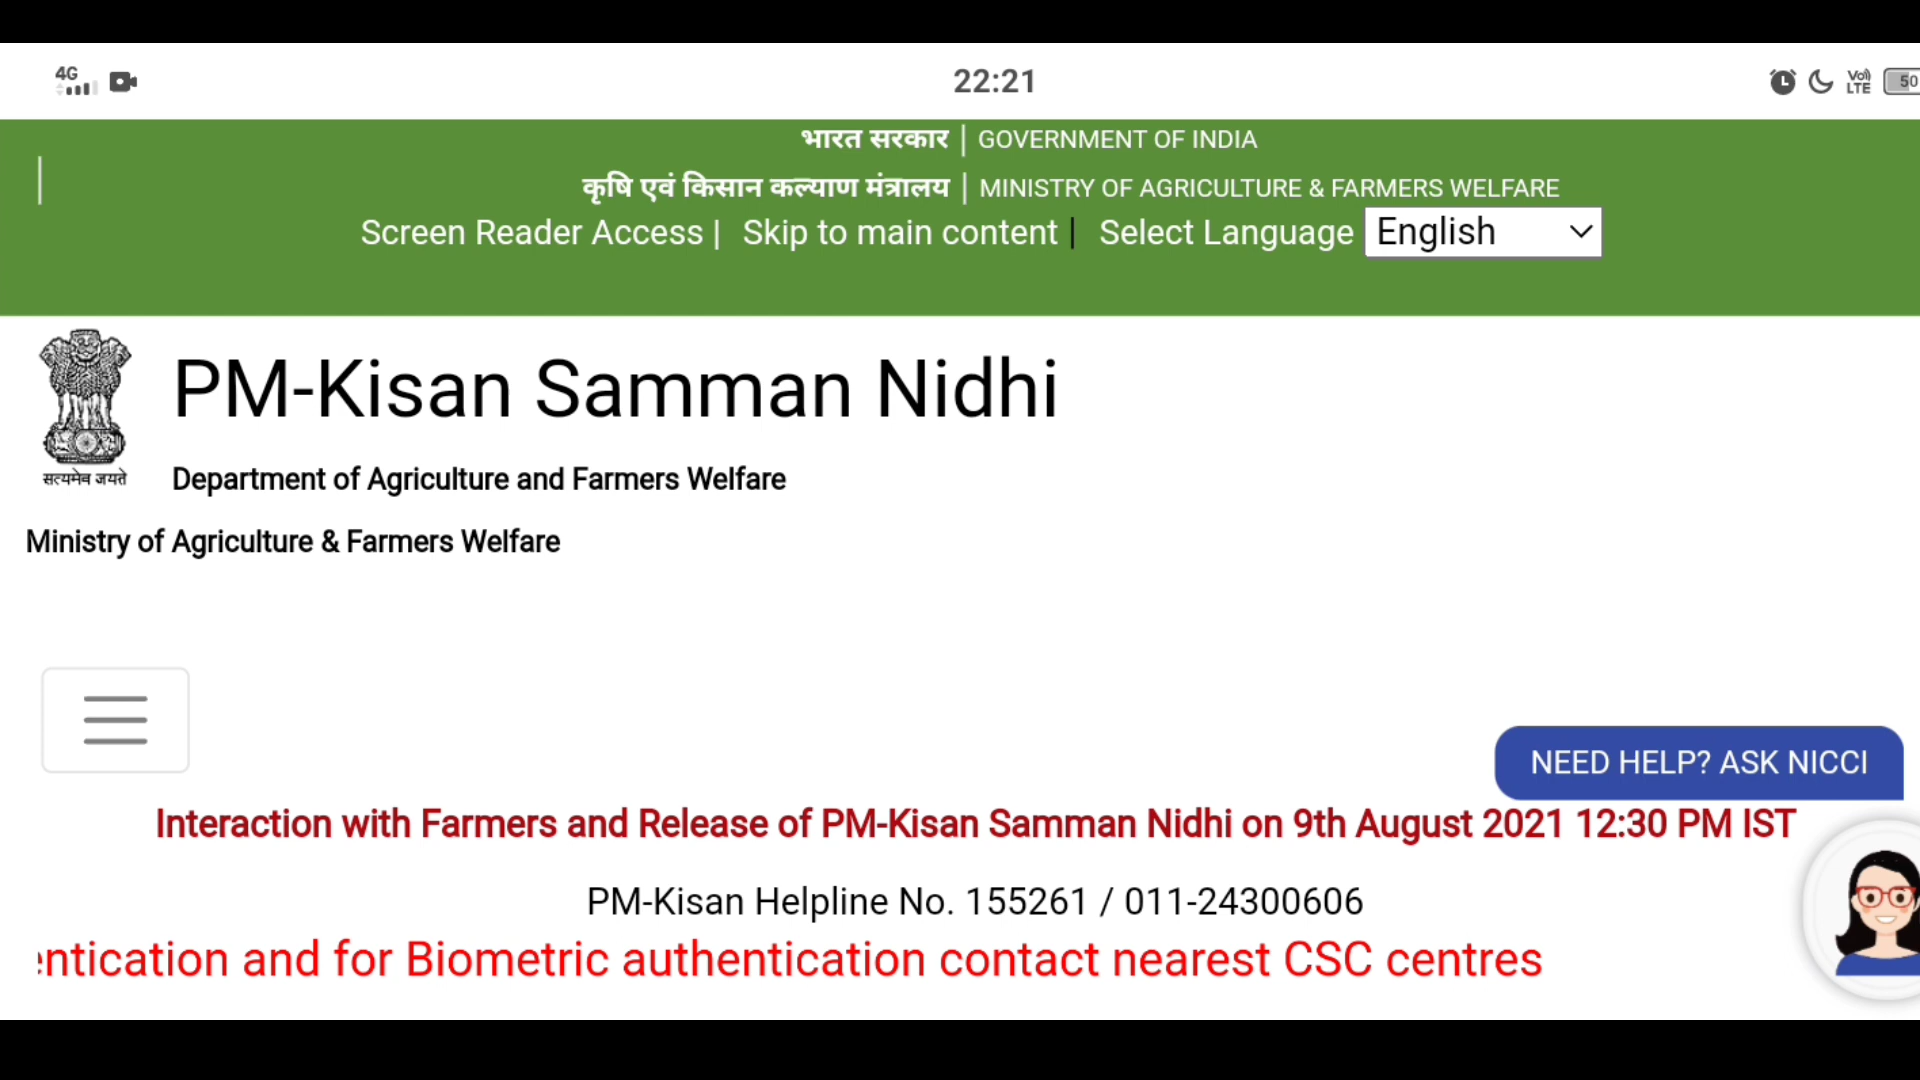 4G
22:21
Vo) LTE
50
भारत सरकार | GOVERNMENT OF INDIA
कृषि एवं किसान कल्याण मंत्रालय | MINISTRY OF AGRICULTURE & FARMERS WELFARE
Screen Reader Access | Skip to main content | Select Language English
PM-Kisan Samman Nidhi
सत्यमेव जयते
Department of Agriculture and Farmers Welfare
Ministry of Agriculture & Farmers Welfare
NEED HELP? ASK NICCI
Interaction with Farmers and Release of PM-Kisan Samman Nidhi on 9th August 2021 12:30 PM IST
PM-Kisan Helpline No. 155261 / 011-24300606
ntication and for Biometric authentication contact nearest CSC centres